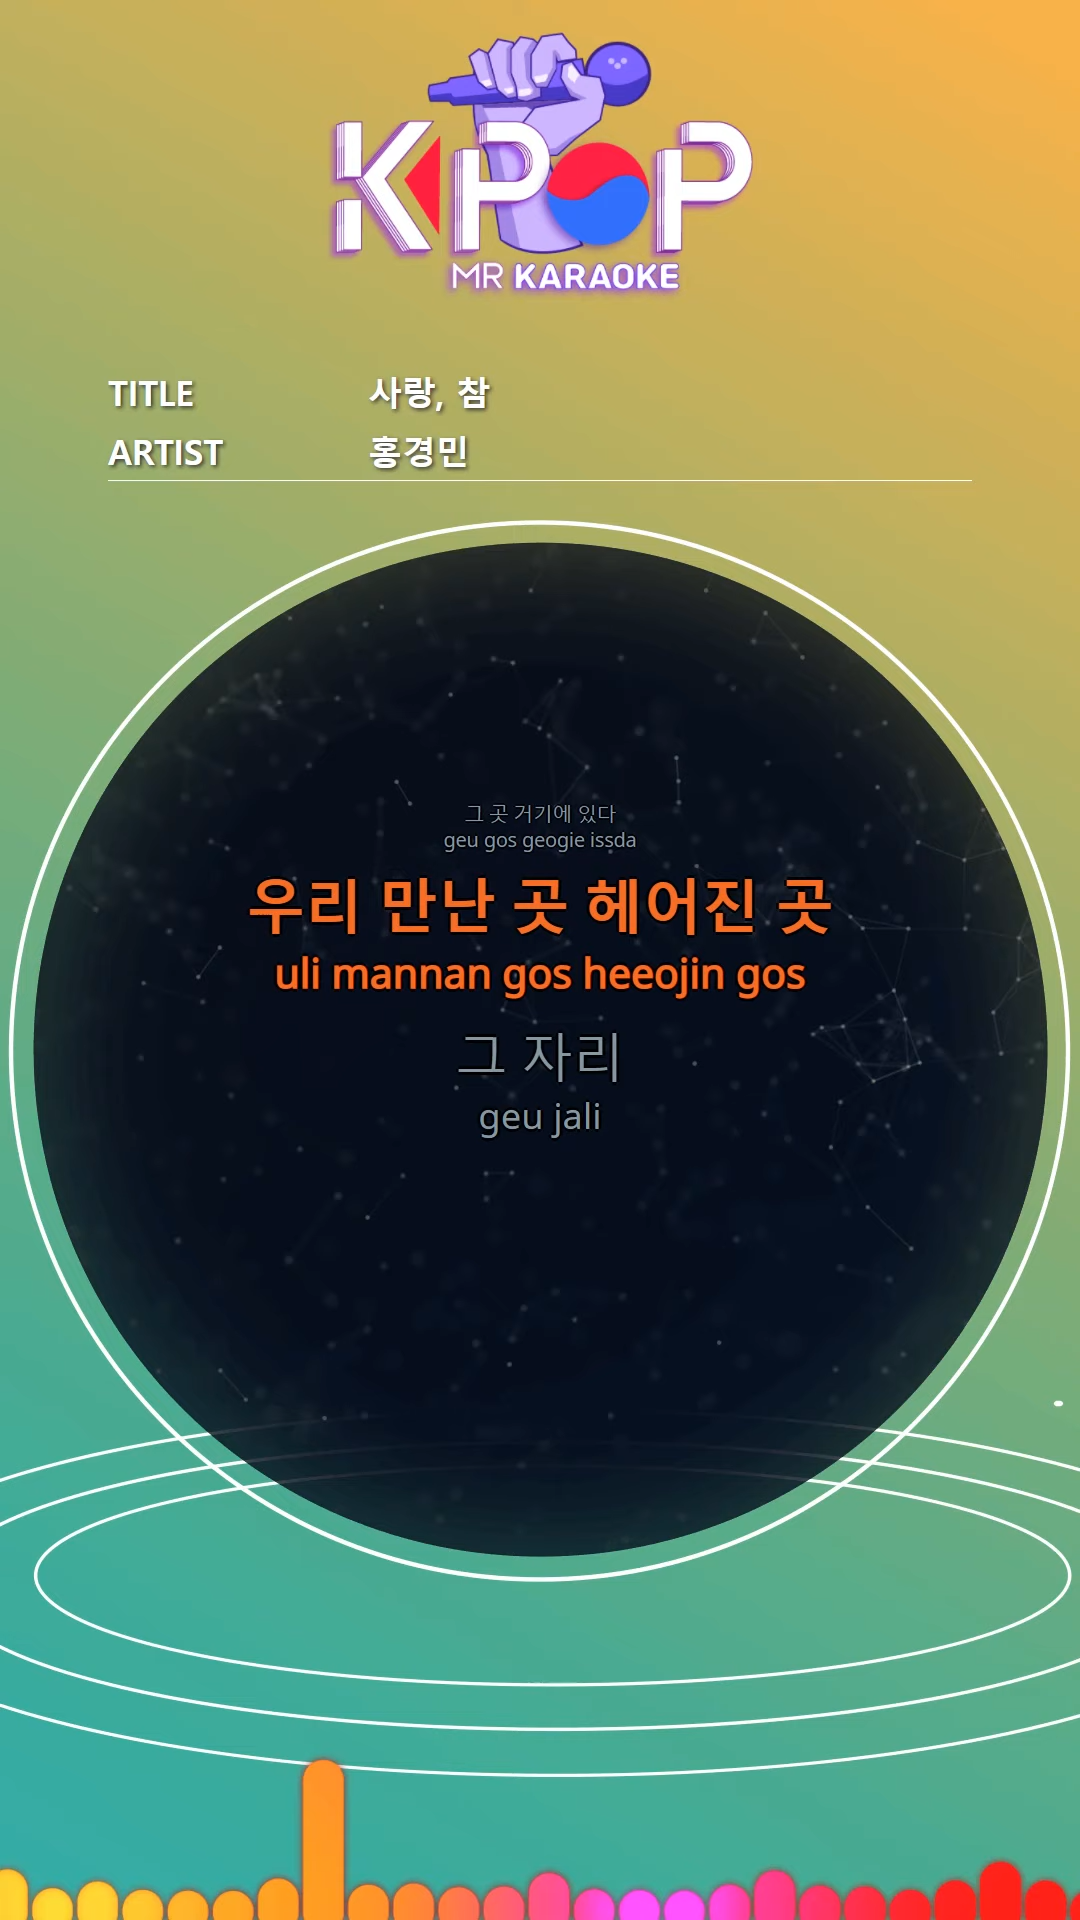 KPOP
MR KARAOKE
TITLE 사랑, 참
ARTIST 홍경민
그 곳 거기에 있다
geu gos geogie issda
우리 만난 곳 헤어진 곳
uli mannan gos heeojin gos
그 자리
geu jali